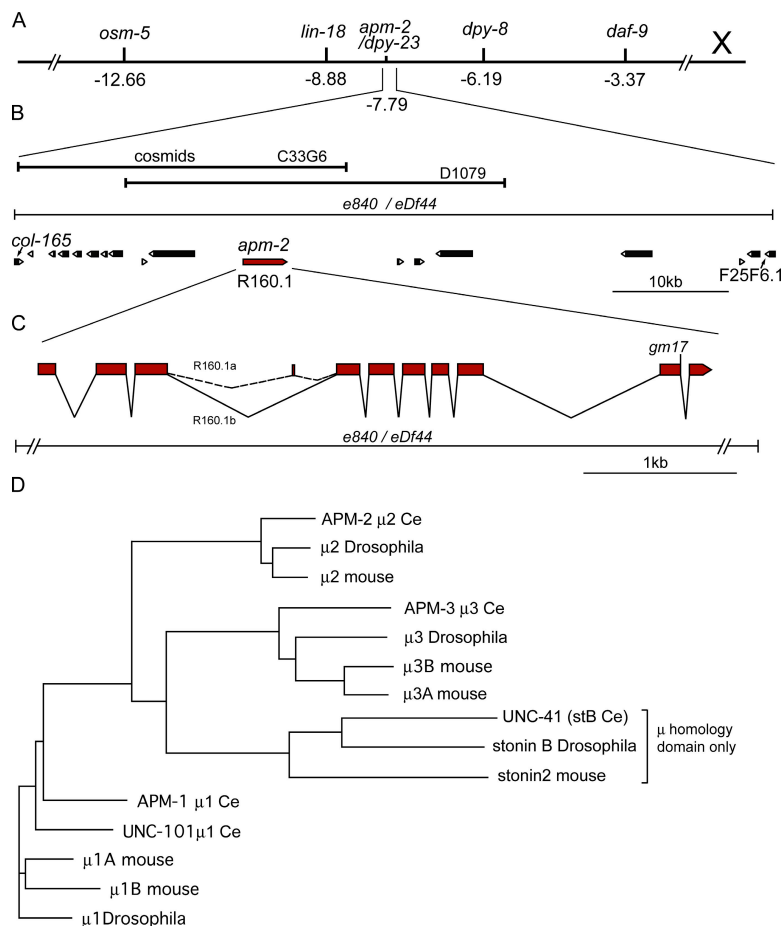 A
osm-5
lin-18
apm-2
/dpy-23
dpy-8
daf-9
X
-12.66
-8.88
-7.79
-6.19
-3.37
B
cosmids
C33G6
D1079
e840 / eDf44
col-165
apm-2
R160.1
F25F6.1
10kb
C
R160.1a
R160.1b
gm17
e840 / eDf44
1kb
D
APM-2 μ2 Ce
μ2 Drosophila
μ2 mouse
APM-3 μ3 Ce
μ3 Drosophila
μ3B mouse
μ3A mouse
UNC-41 (stB Ce)
stonin B Drosophila
stonin2 mouse
μ homology
domain only
APM-1 μ1 Ce
UNC-101μ1 Ce
μ1A mouse
μ1B mouse
μ1Drosophila